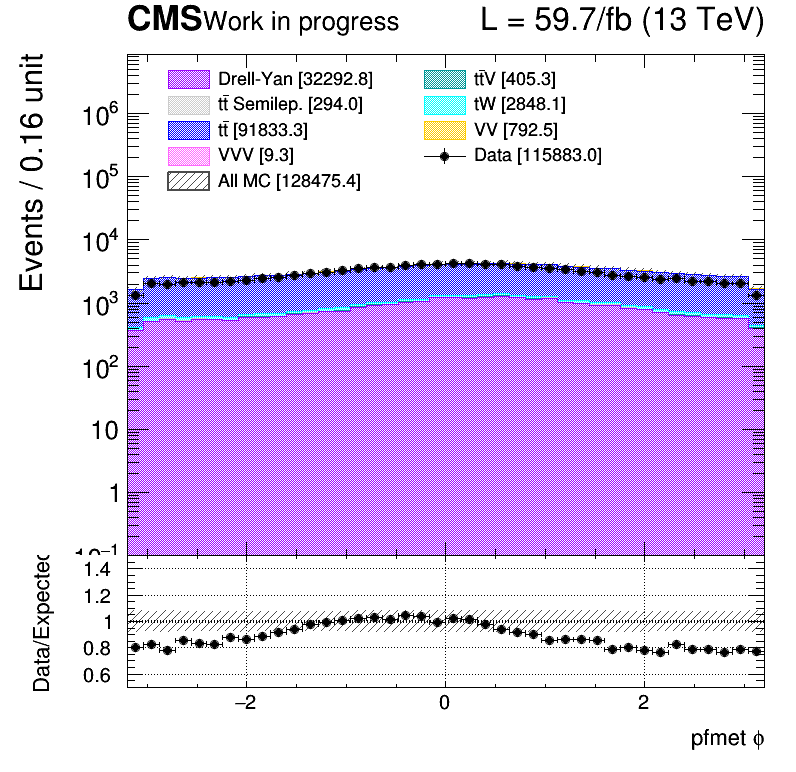 CMS Work in progress L = 59.7/fb (13 TeV)
Events / 0.16 unit
Drell-Yan [32292.8]
tt̄ Semilep. [294.0]
tt̄ [91833.3]
VVV [9.3]
All MC [128475.4]
tt̄V [405.3]
tW [2848.1]
VV [792.5]
Data [115883.0]
10⁶
10⁵
10⁴
10³
10²
10
1
10⁻¹
Data/Expected
1.4
1.2
1
0.8
0.6
−2 0 2
pfmet ϕ